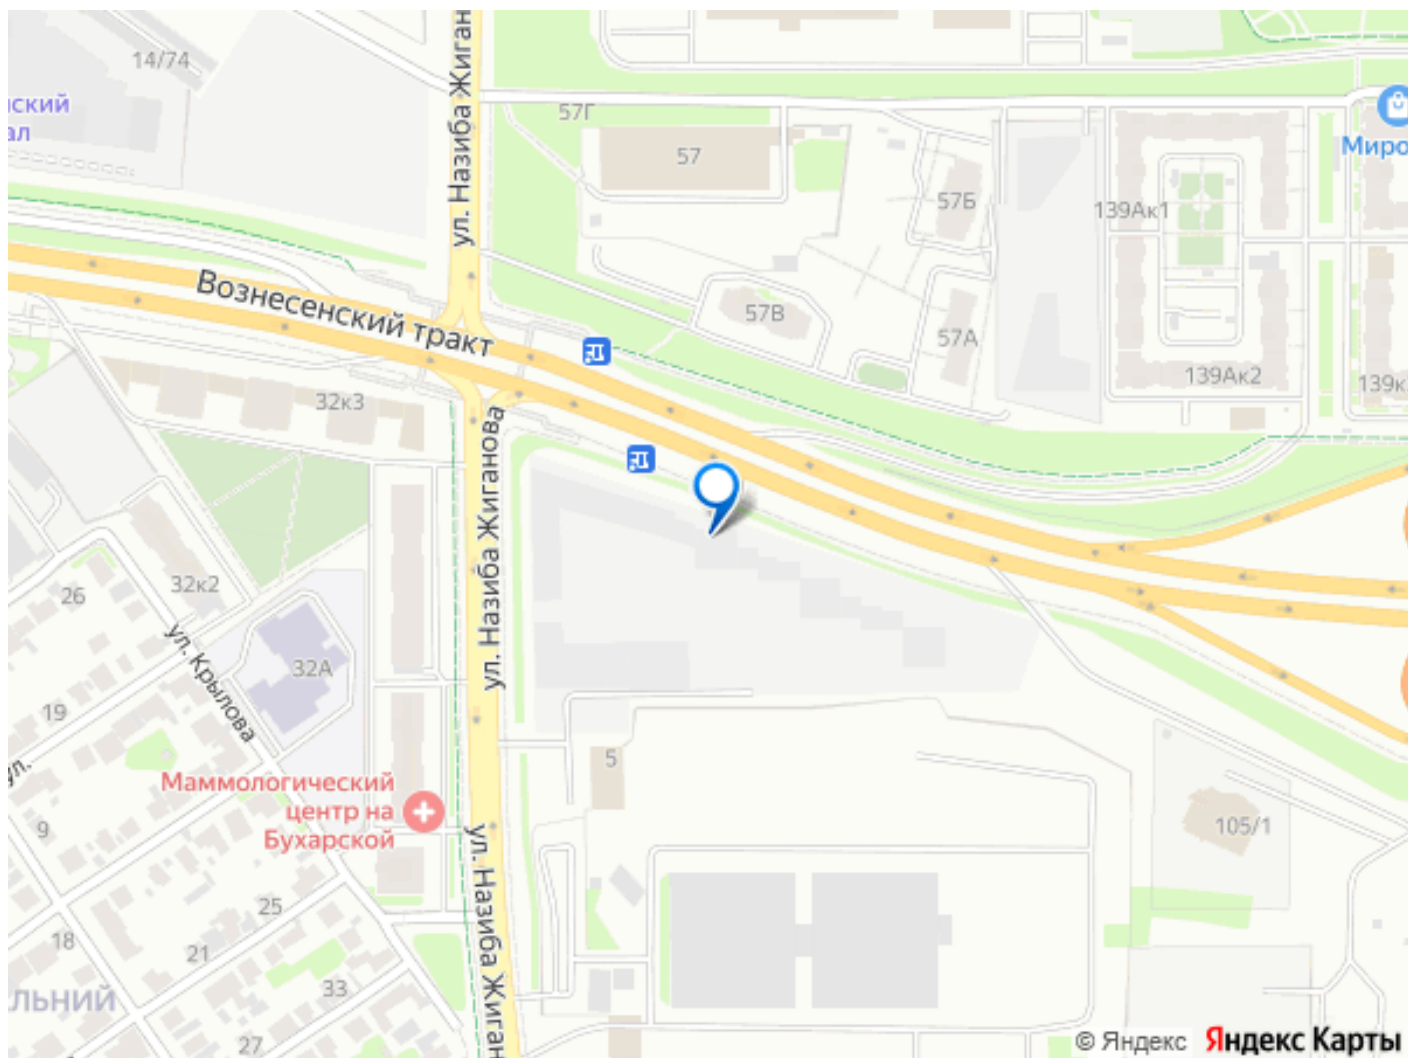 14/74
ский
ал
ул. Назиба Жиган
57Г
57
57Б
139Ак1
Миро
Вознесенский тракт
57В
57А
139Ак2
139к
32к3
ул. Назиба Жиганова
26
32к2
ул. Крылова
32А
19
ул.
5
Маммологический
центр на
Бухарской
9
105/1
ул. Назиба Жиган
25
18
21
33
ЛЬНИЙ
27
© Яндекс Яндекс Карты